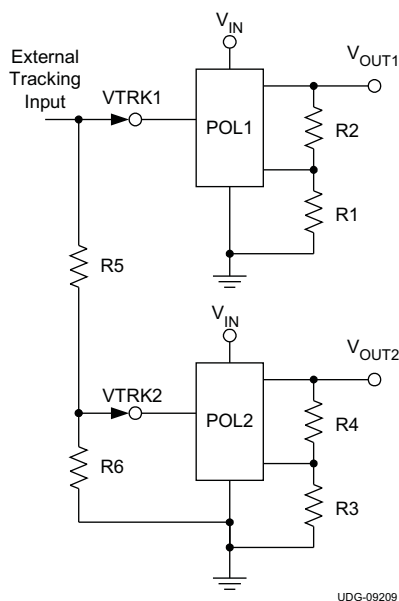 V_IN
External
Tracking
Input
V_OUT1
VTRK1
POL1
R2
R1
R5
V_IN
V_OUT2
VTRK2
POL2
R4
R6
R3
UDG-09209